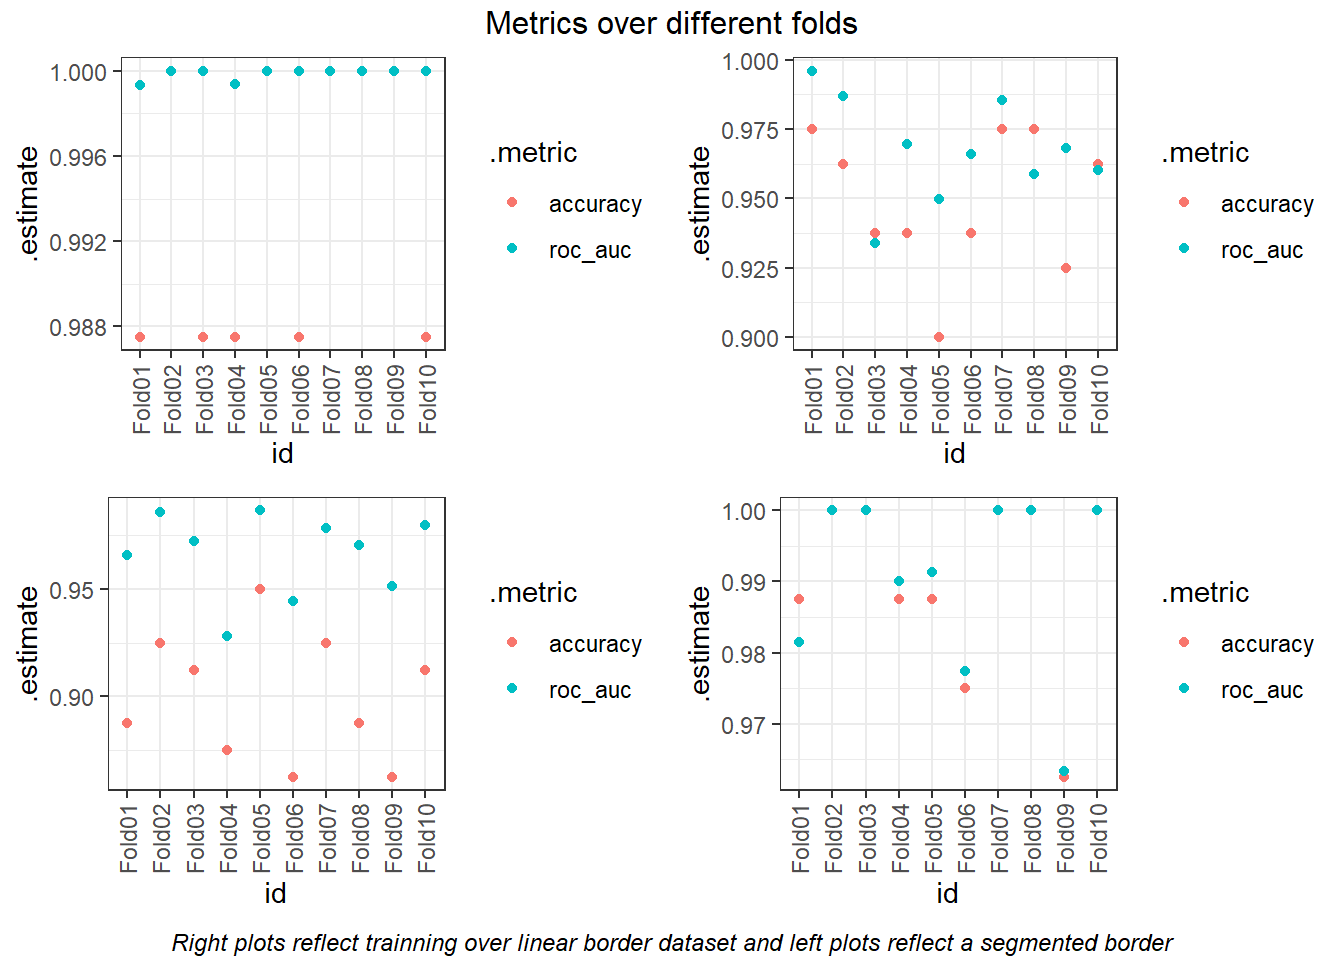 Metrics over different folds
.estimate
1.000
0.996
0.992
0.988
Fold01
Fold02
Fold03
Fold04
Fold05
Fold06
Fold07
Fold08
Fold09
Fold10
id
.metric
accuracy
roc_auc
.estimate
1.000
0.975
0.950
0.925
0.900
Fold01
Fold02
Fold03
Fold04
Fold05
Fold06
Fold07
Fold08
Fold09
Fold10
id
.metric
accuracy
roc_auc
.estimate
0.95
0.90
Fold01
Fold02
Fold03
Fold04
Fold05
Fold06
Fold07
Fold08
Fold09
Fold10
id
.metric
accuracy
roc_auc
.estimate
1.00
0.99
0.98
0.97
Fold01
Fold02
Fold03
Fold04
Fold05
Fold06
Fold07
Fold08
Fold09
Fold10
id
.metric
accuracy
roc_auc
Right plots reflect trainning over linear border dataset and left plots reflect a segmented border